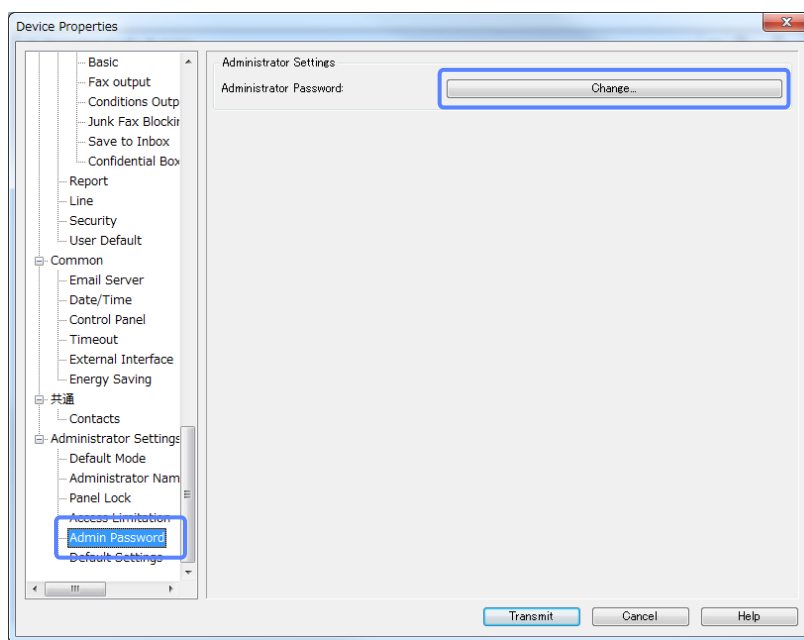 Device Properties
Basic
Fax output
Conditions Outp
Junk Fax Blockin
Save to Inbox
Confidential Box
Report
Line
Security
User Default
Common
Email Server
Date/Time
Control Panel
Timeout
External Interface
Energy Saving
共通
Contacts
Administrator Settings
Default Mode
Administrator Nam
Panel Lock
Access Limitation
Admin Password
Default Settings
Administrator Settings
Administrator Password:
Change...
Transmit
Cancel
Help